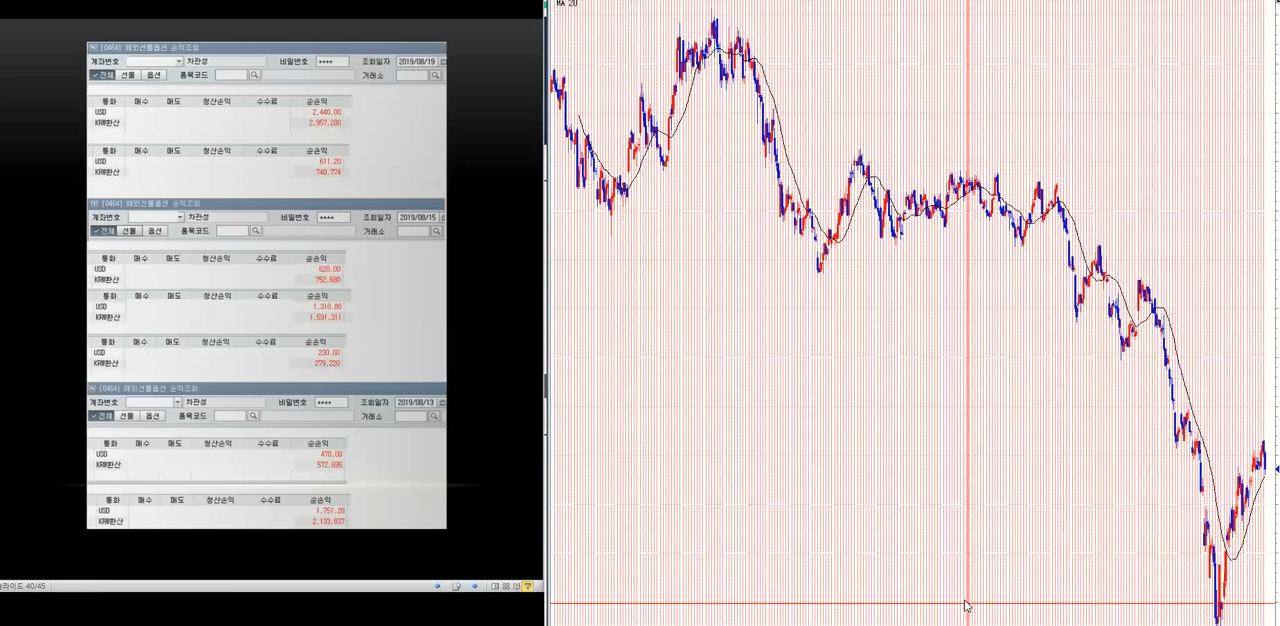 [0464] 해외선물옵션 손익조회
계좌번호 차판성 비밀번호 **** 조회일자 2019/08/19
✓전체 선물 옵션 품목코드 거래소
통화 매수 매도 청산손익 수수료 순손익
USD 2,440.00
KRW환산 2,957,280
통화 매수 매도 청산손익 수수료 순손익
USD 611.20
KRW환산 740,774
[0464] 해외선물옵션 손익조회
계좌번호 차판성 비밀번호 **** 조회일자 2019/08/15
✓전체 선물 옵션 품목코드 거래소
통화 매수 매도 청산손익 수수료 순손익
USD 620.00
KRW환산 752,680
통화 매수 매도 청산손익 수수료 순손익
USD 1,310.80
KRW환산 1,591,311
통화 매수 매도 청산손익 수수료 순손익
USD 230.00
KRW환산 279,220
[0464] 해외선물옵션 손익조회
계좌번호 차판성 비밀번호 **** 조회일자 2019/08/13
✓전체 선물 옵션 품목코드 거래소
통화 매수 매도 청산손익 수수료 순손익
USD 470.00
KRW환산 572,695
통화 매수 매도 청산손익 수수료 순손익
USD 1,751.20
KRW환산 2,133,837
슬라이드 40/45
MA 20